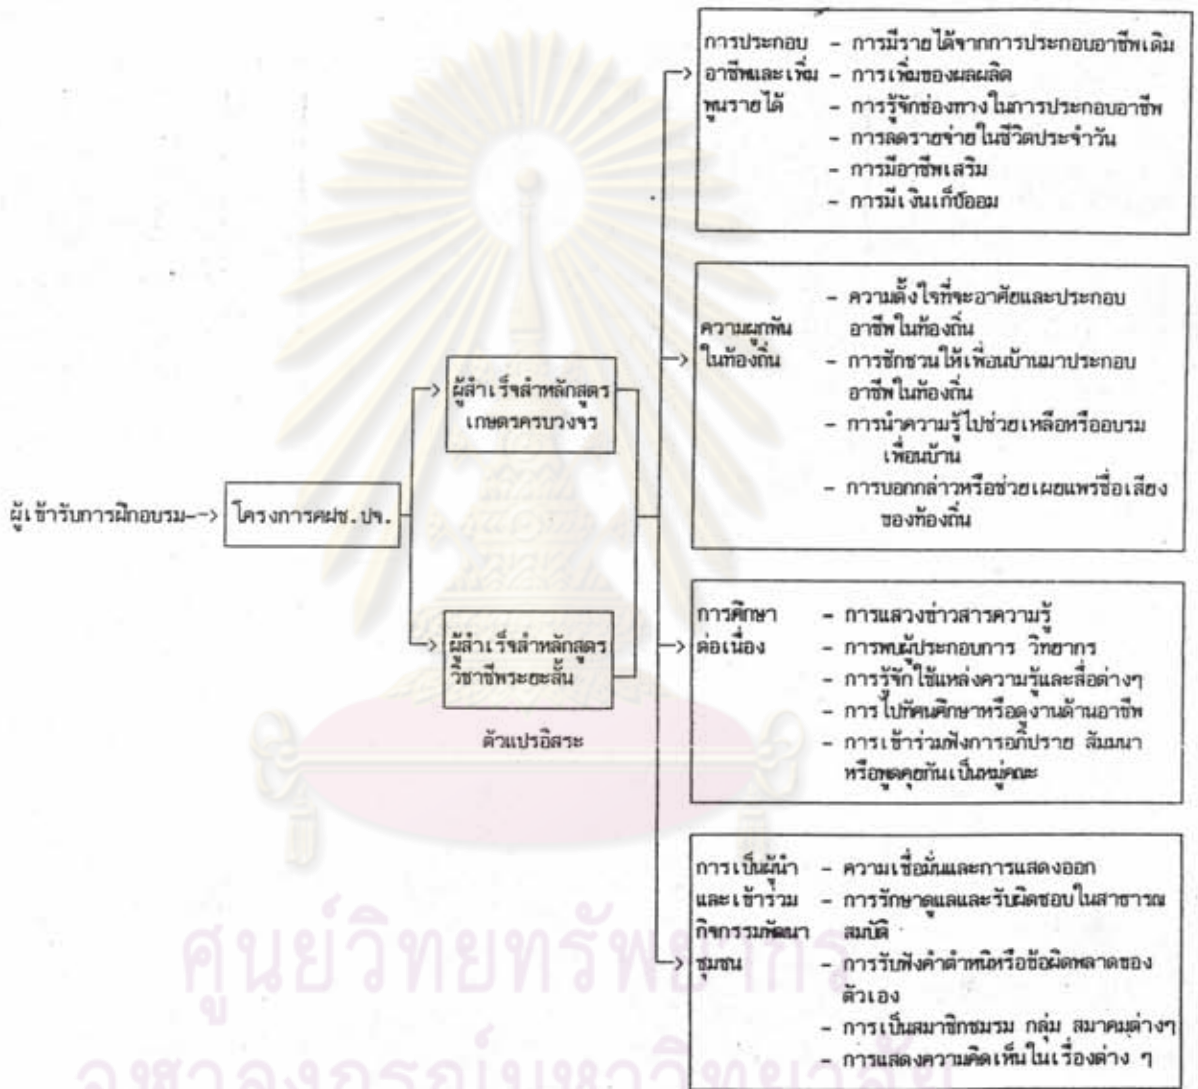 ผู้เข้ารับการฝึกอบรม--> โครงการคฝช.ปจ.
ผู้สำเร็จสำหลักสูตร
เกษตรครบวงจร
ผู้สำเร็จสำหลักสูตร
วิชาชีพระยะสั้น
ตัวแปรอิสระ
การประกอบ - การมีรายได้จากการประกอบอาชีพเดิม
อาชีพและเพิ่ม - การเพิ่มของผลผลิต
พูนรายได้ - การรู้จักช่องทางในการประกอบอาชีพ
- การลดรายจ่ายในชีวิตประจำวัน
- การมีอาชีพเสริม
- การมีเงินเก็บออม
- ความตั้งใจที่จะอาศัยและประกอบ
ความผูกพัน อาชีพในท้องถิ่น
ในท้องถิ่น - การชักชวนให้เพื่อนบ้านมาประกอบ
อาชีพในท้องถิ่น
- การนำความรู้ไปช่วยเหลือหรืออบรม
เพื่อนบ้าน
- การบอกกล่าวหรือช่วยเผยแพร่ชื่อเสียง
ของท้องถิ่น
การศึกษา - การแสวงข่าวสารความรู้
ต่อเนื่อง - การพบผู้ประกอบการ วิทยากร
- การรู้จักใช้แหล่งความรู้และสื่อต่างๆ
- การไปทัศนศึกษาหรือดูงานด้านอาชีพ
- การเข้าร่วมฟังการอภิปราย สัมมนา
หรือพูดคุยกันเป็นหมู่คณะ
การเป็นผู้นำ - ความเชื่อมั่นและการแสดงออก
และเข้าร่วม - การรักษาดูแลและรับผิดชอบในสาธารณ
กิจกรรมพัฒนา สมบัติ
ชุมชน - การรับฟังคำตำหนิหรือข้อผิดพลาดของ
ตัวเอง
- การเป็นสมาชิกชมรม กลุ่ม สมาคมต่างๆ
- การแสดงความคิดเห็นในเรื่องต่าง ๆ
ศูนย์วิทยทรัพยากร
จุฬาลงกรณ์มหาวิทยาลัย